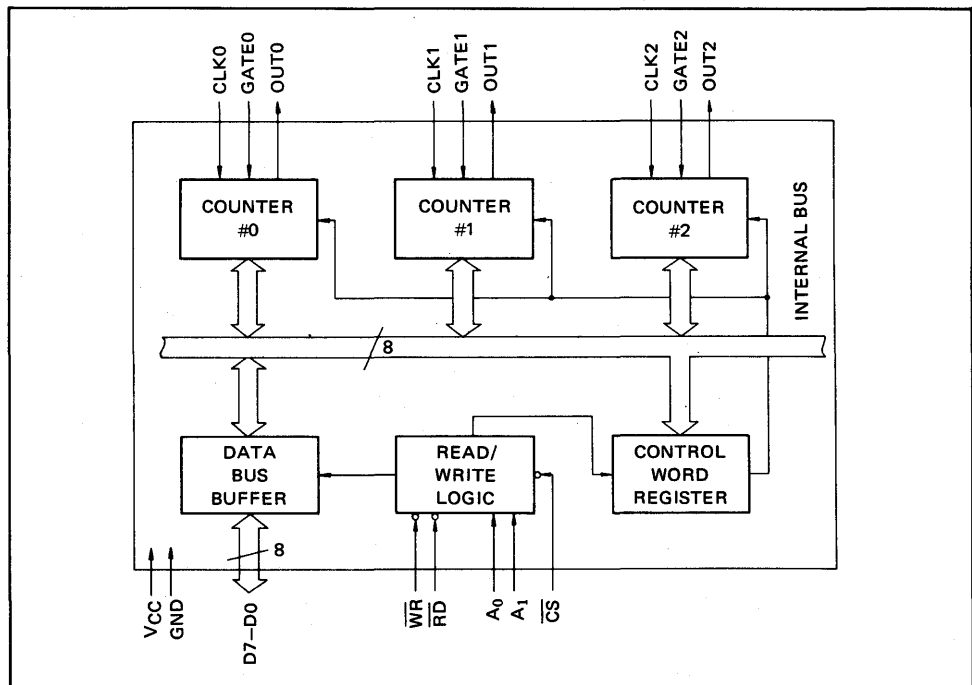 CLK0
GATE0
OUT0
CLK1
GATE1
OUT1
CLK2
GATE2
OUT2
COUNTER
#0
COUNTER
#1
COUNTER
#2
INTERNAL BUS
8
DATA
BUS
BUFFER
READ/
WRITE
LOGIC
CONTROL
WORD
REGISTER
8
VCC
GND
D7-D0
WR
RD
A0
A1
CS